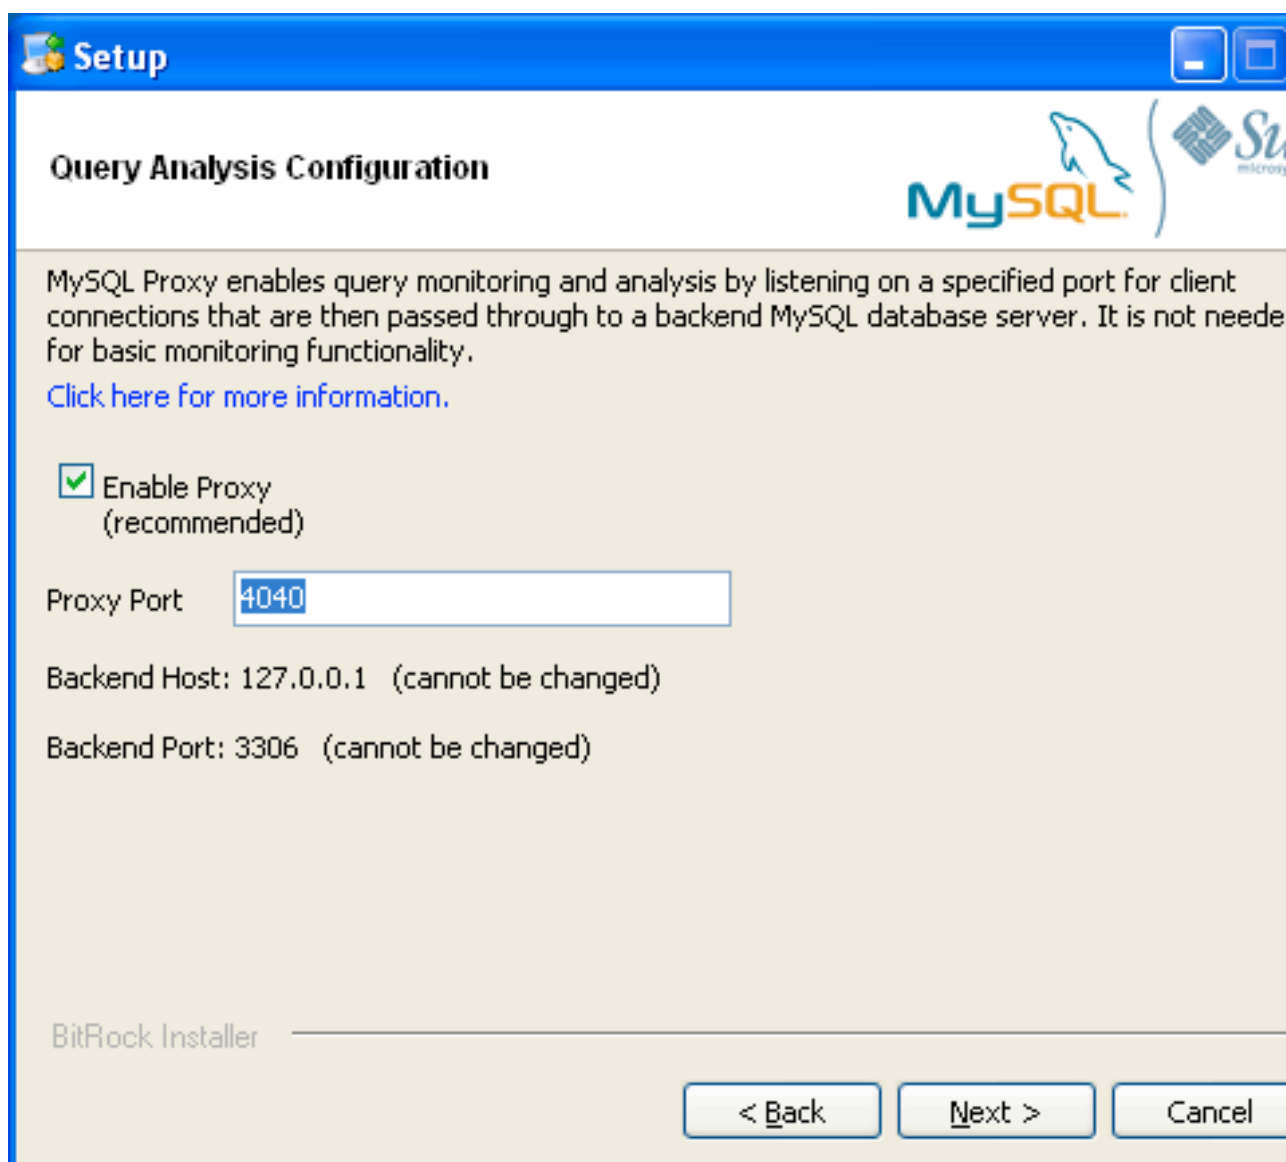 Setup
Query Analysis Configuration
MySQL
MySQL Proxy enables query monitoring and analysis by listening on a specified port for client
connections that are then passed through to a backend MySQL database server. It is not neede
for basic monitoring functionality.
Click here for more information.
Enable Proxy
(recommended)
Proxy Port 4040
Backend Host: 127.0.0.1 (cannot be changed)
Backend Port: 3306 (cannot be changed)
BitRock Installer
< Back Next > Cancel